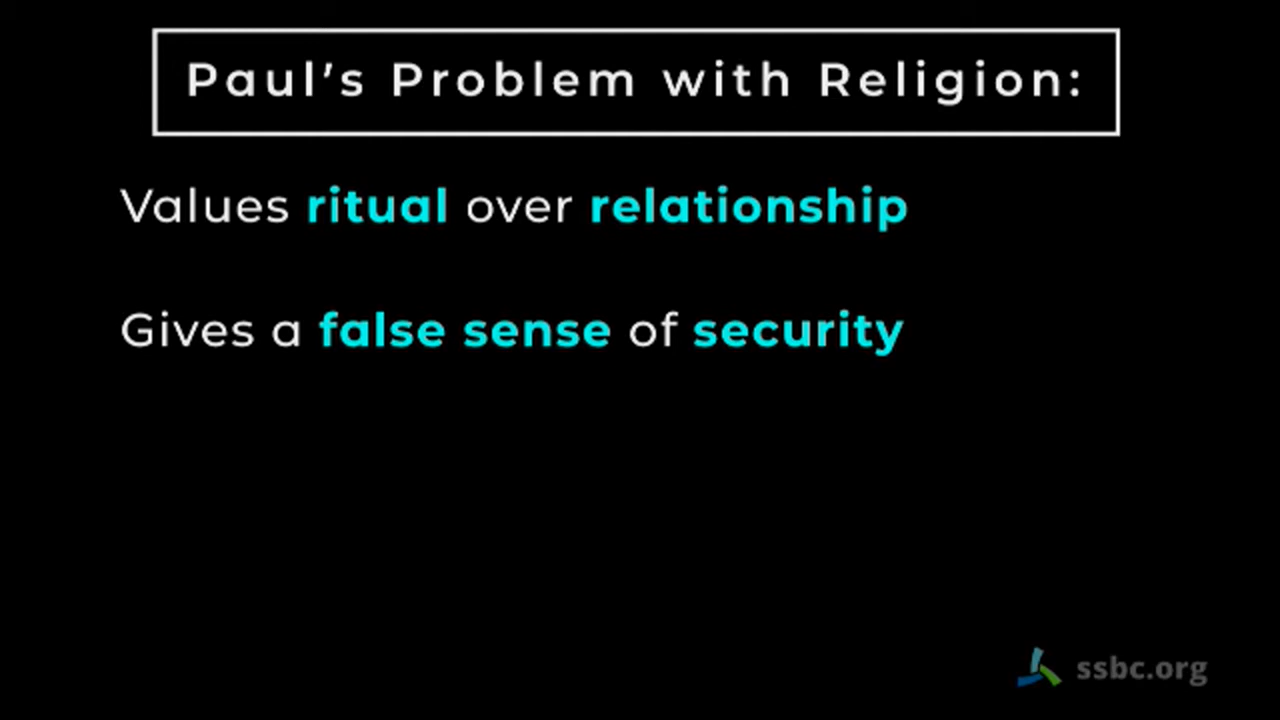 Paul’s Problem with Religion:
Values ritual over relationship
Gives a false sense of security
ssbc.org